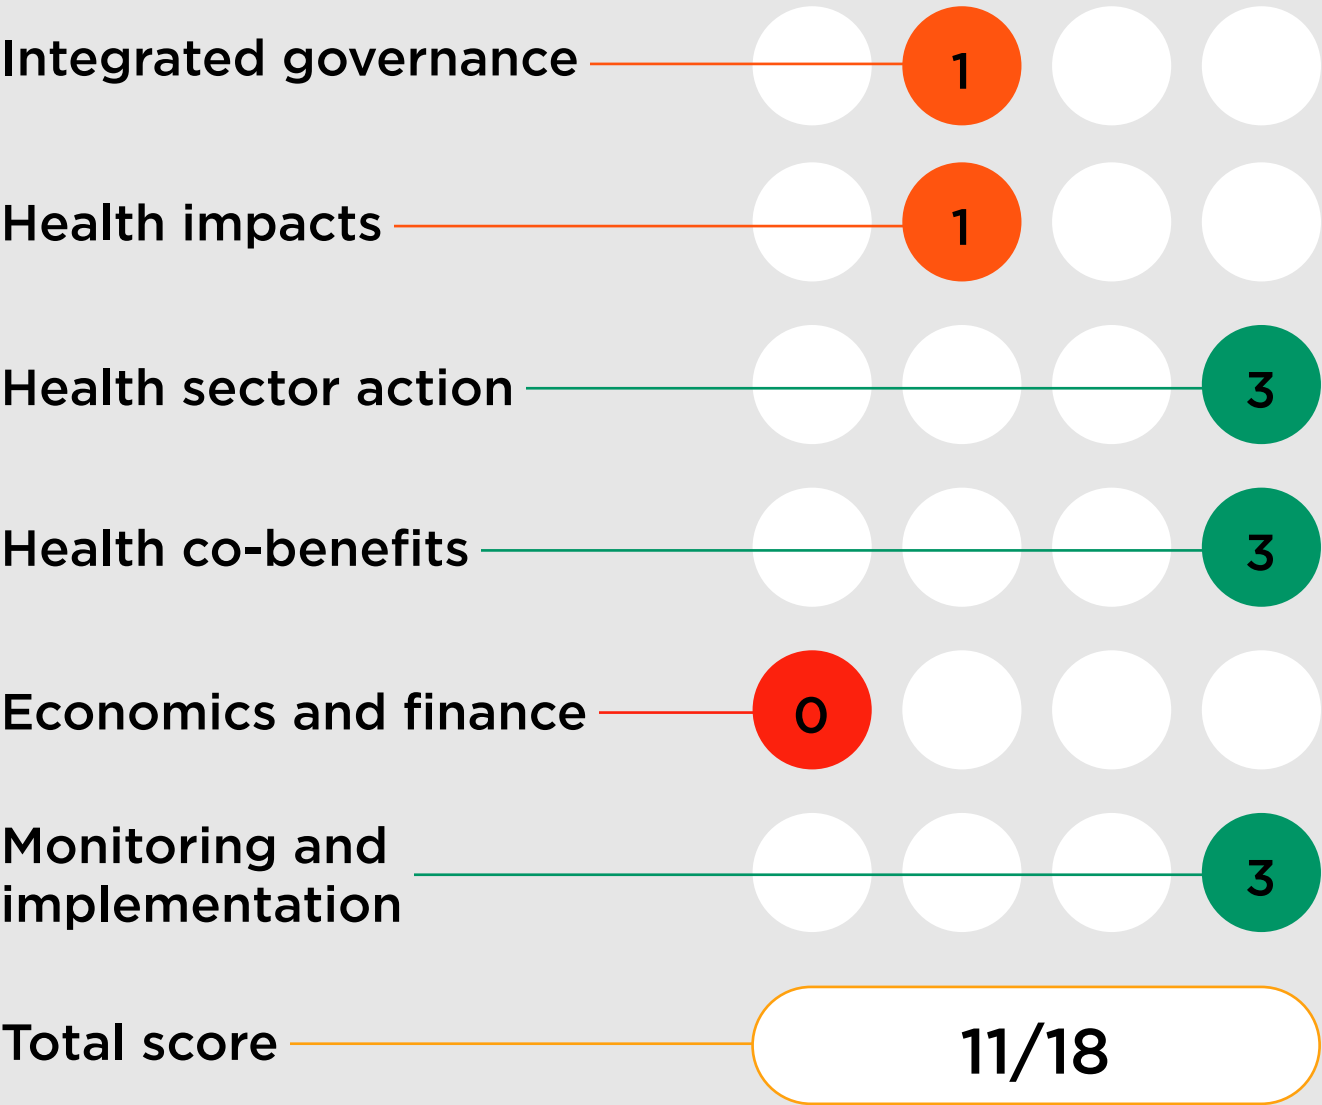 Integrated governance 1
Health impacts 1
Health sector action 3
Health co-benefits 3
Economics and finance 0
Monitoring and
implementation 3
Total score 11/18